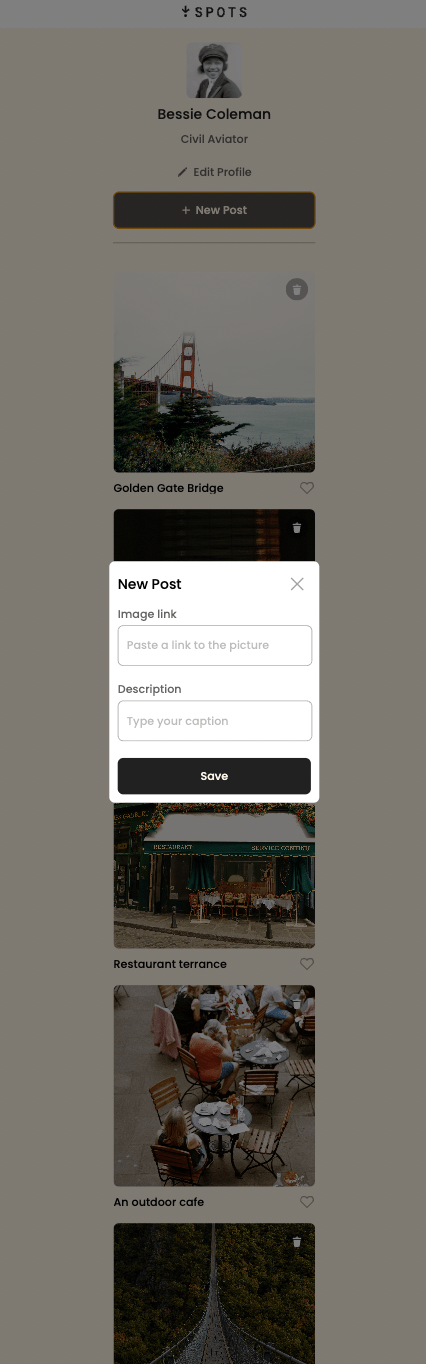 SPOTS
Bessie Coleman
Civil Aviator
Edit Profile
+ New Post
Golden Gate Bridge
New Post
Image link
Paste a link to the picture
Description
Type your caption
Save
RESTAURANT
SERVICE CONTINU
Restaurant terrance
An outdoor cafe